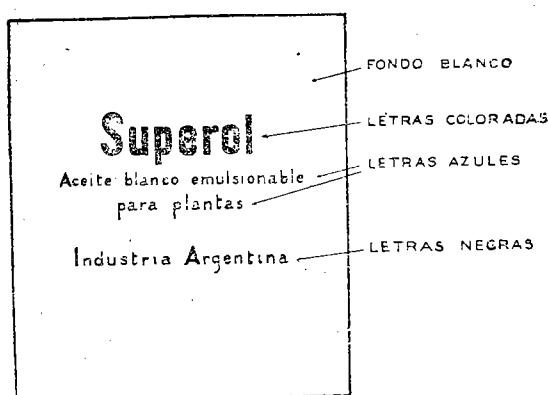 FONDO BLANCO
Superol
LETRAS COLORADAS
Aceite blanco emulsionable
para plantas
LETRAS AZULES
Industria Argentina
LETRAS NEGRAS